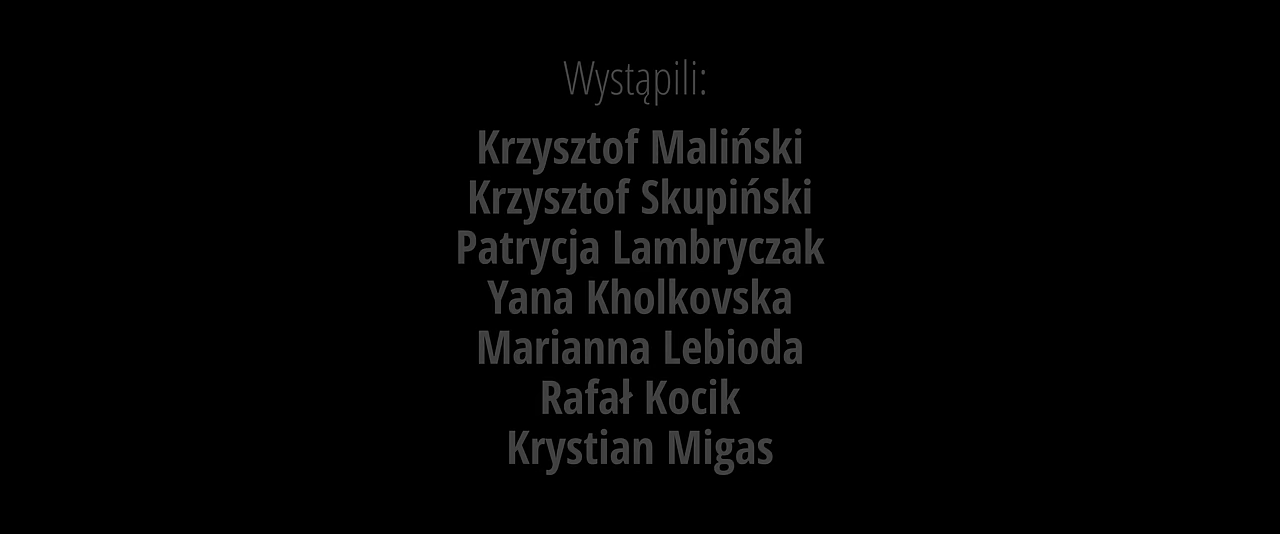 Wystąpili:
Krzysztof Maliński
Krzysztof Skupiński
Patrycja Lambryczak
Yana Kholkovska
Marianna Lebioda
Rafał Kocik
Krystian Migas